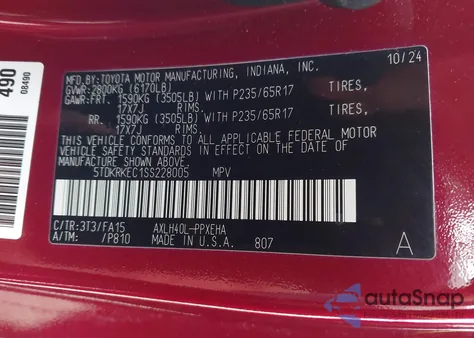 490
08490
MFD.BY:TOYOTA MOTOR MANUFACTURING, INDIANA, INC. 10/24
GVWR:2800KG (6170LB)
GAWR:FRT. 1590KG (3505LB) WITH P235/65R17 TIRES,
17X7J RIMS.
RR. 1590KG (3505LB) WITH P235/65R17 TIRES,
17X7J RIMS.
THIS VEHICLE CONFORMS TO ALL APPLICABLE FEDERAL MOTOR
VEHICLE SAFETY STANDARDS IN EFFECT ON THE DATE OF
MANUFACTURE SHOWN ABOVE.
5TDKRKEC1SS228005 MPV
C/TR:3T3/FA15 AXLH40L-PPXEHA
A/TM: /P810 MADE IN U.S.A. 807 A
autoSnap